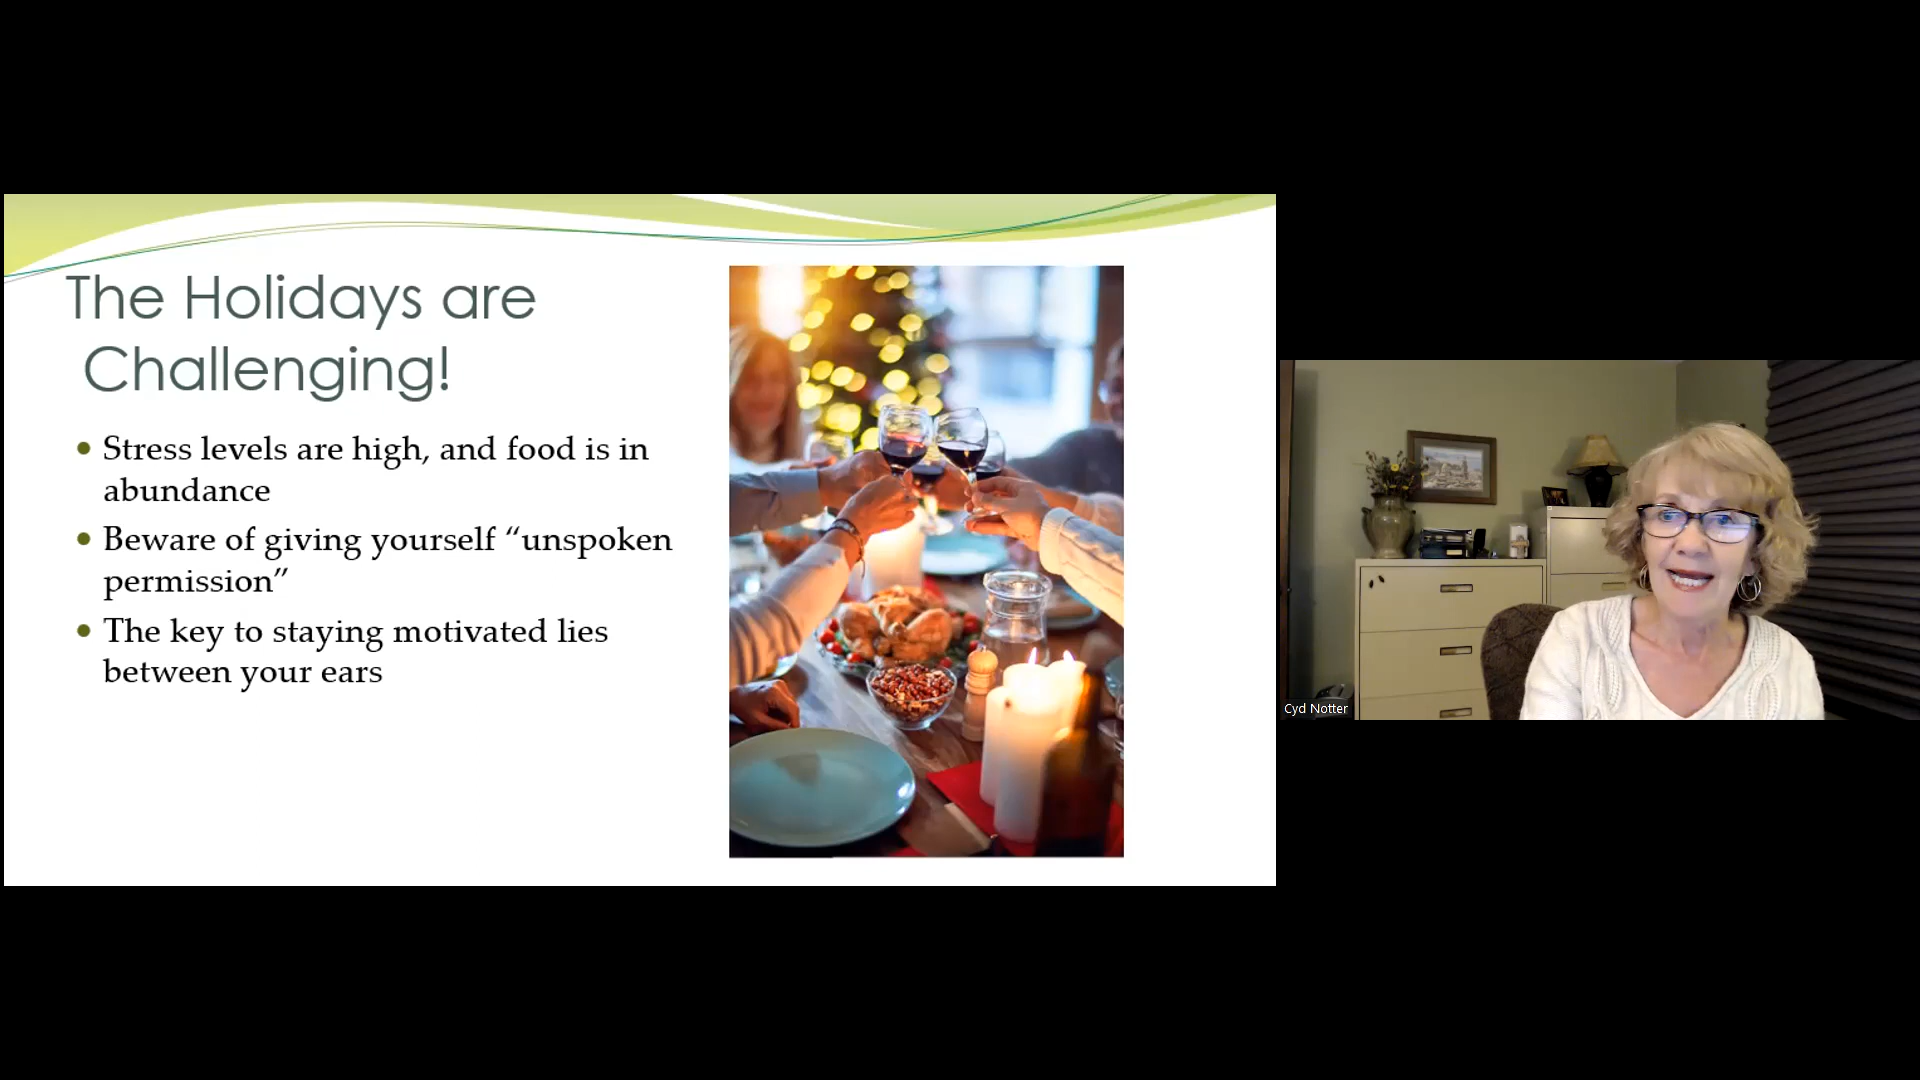 The Holidays are
Challenging!
• Stress levels are high, and food is in
abundance
• Beware of giving yourself “unspoken
permission”
• The key to staying motivated lies
between your ears
Cyd Notter